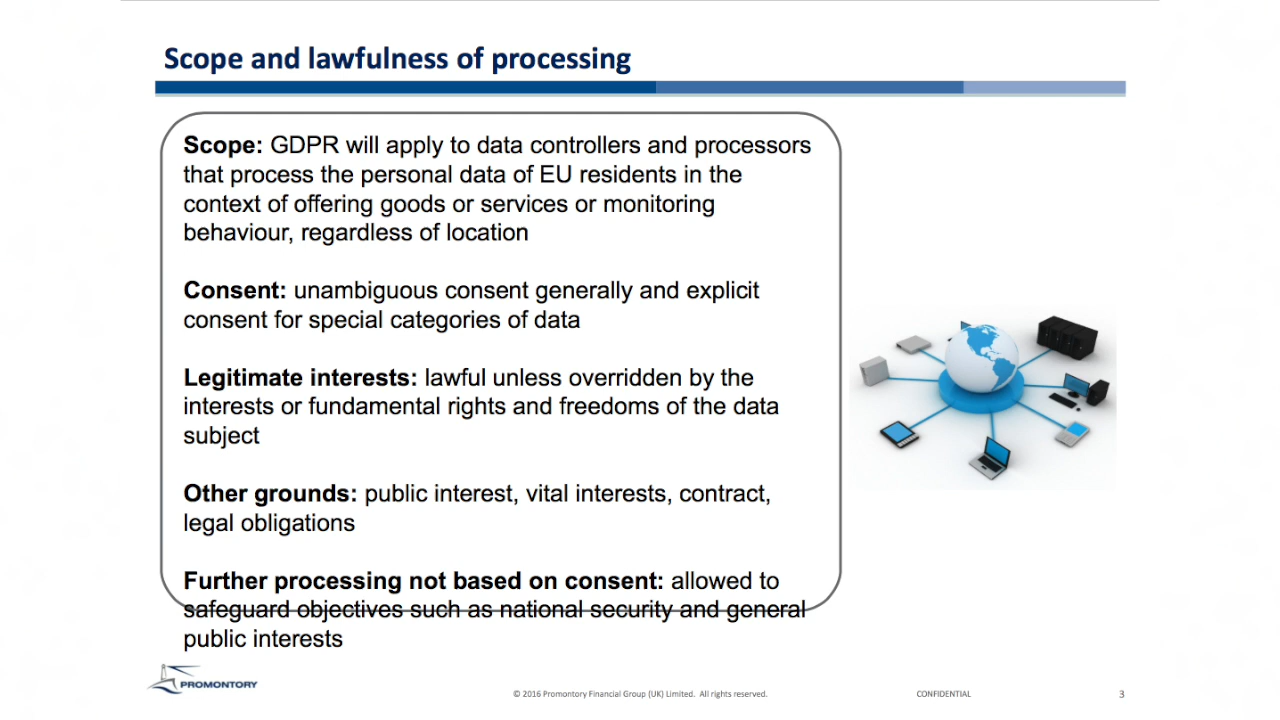 Scope and lawfulness of processing
Scope: GDPR will apply to data controllers and processors
that process the personal data of EU residents in the
context of offering goods or services or monitoring
behaviour, regardless of location
Consent: unambiguous consent generally and explicit
consent for special categories of data
Legitimate interests: lawful unless overridden by the
interests or fundamental rights and freedoms of the data
subject
Other grounds: public interest, vital interests, contract,
legal obligations
Further processing not based on consent: allowed to
safeguard objectives such as national security and general
public interests
PROMONTORY
© 2016 Promontory Financial Group (UK) Limited. All rights reserved.
CONFIDENTIAL
3